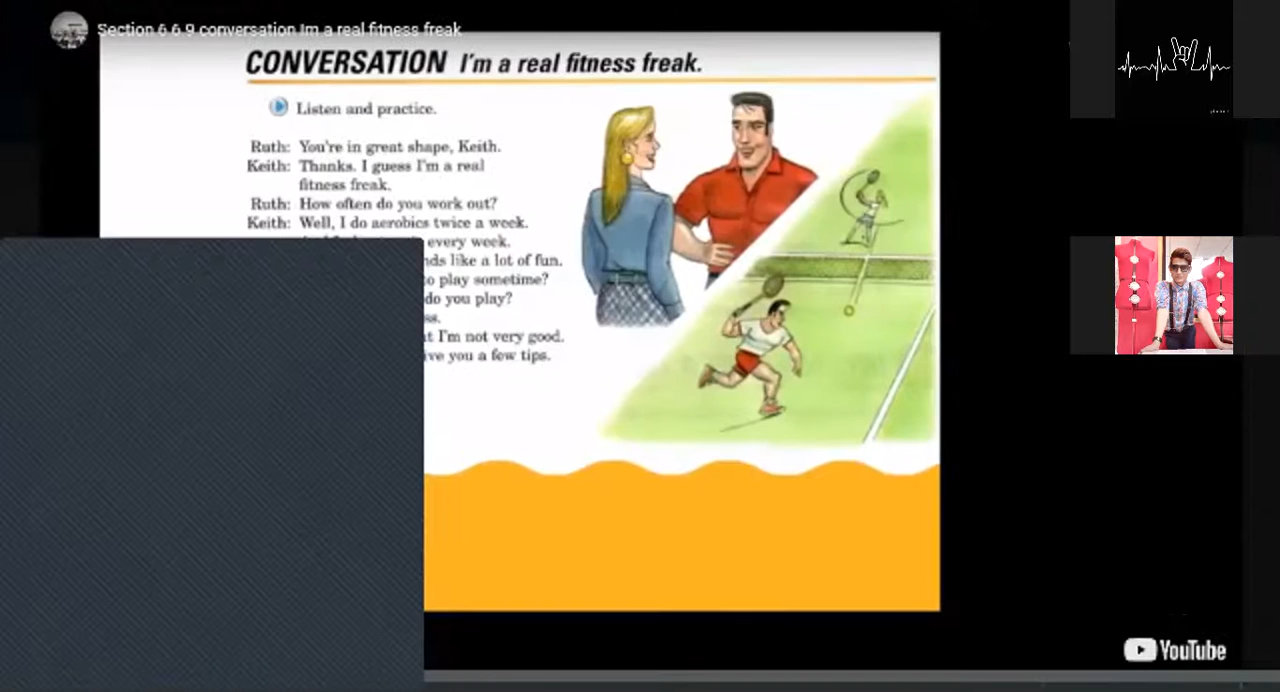 Section 6 6 9 conversation Im a real fitness freak
CONVERSATION I'm a real fitness freak.
Listen and practice.
Ruth: You're in great shape, Keith.
Keith: Thanks. I guess I'm a real
fitness freak.
Ruth: How often do you work out?
Keith: Well, I do aerobics twice a week.
every week.
like a lot of fun.
play sometime?
do you play?
I'm not very good.
you a few tips.
YouTube